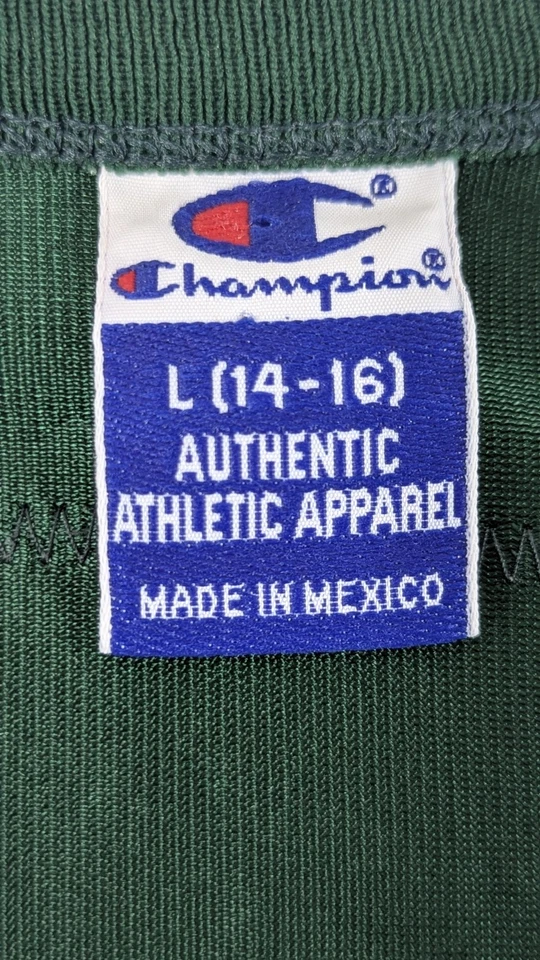 ®
Champion®
L (14-16)
AUTHENTIC
ATHLETIC APPAREL
MADE IN MEXICO